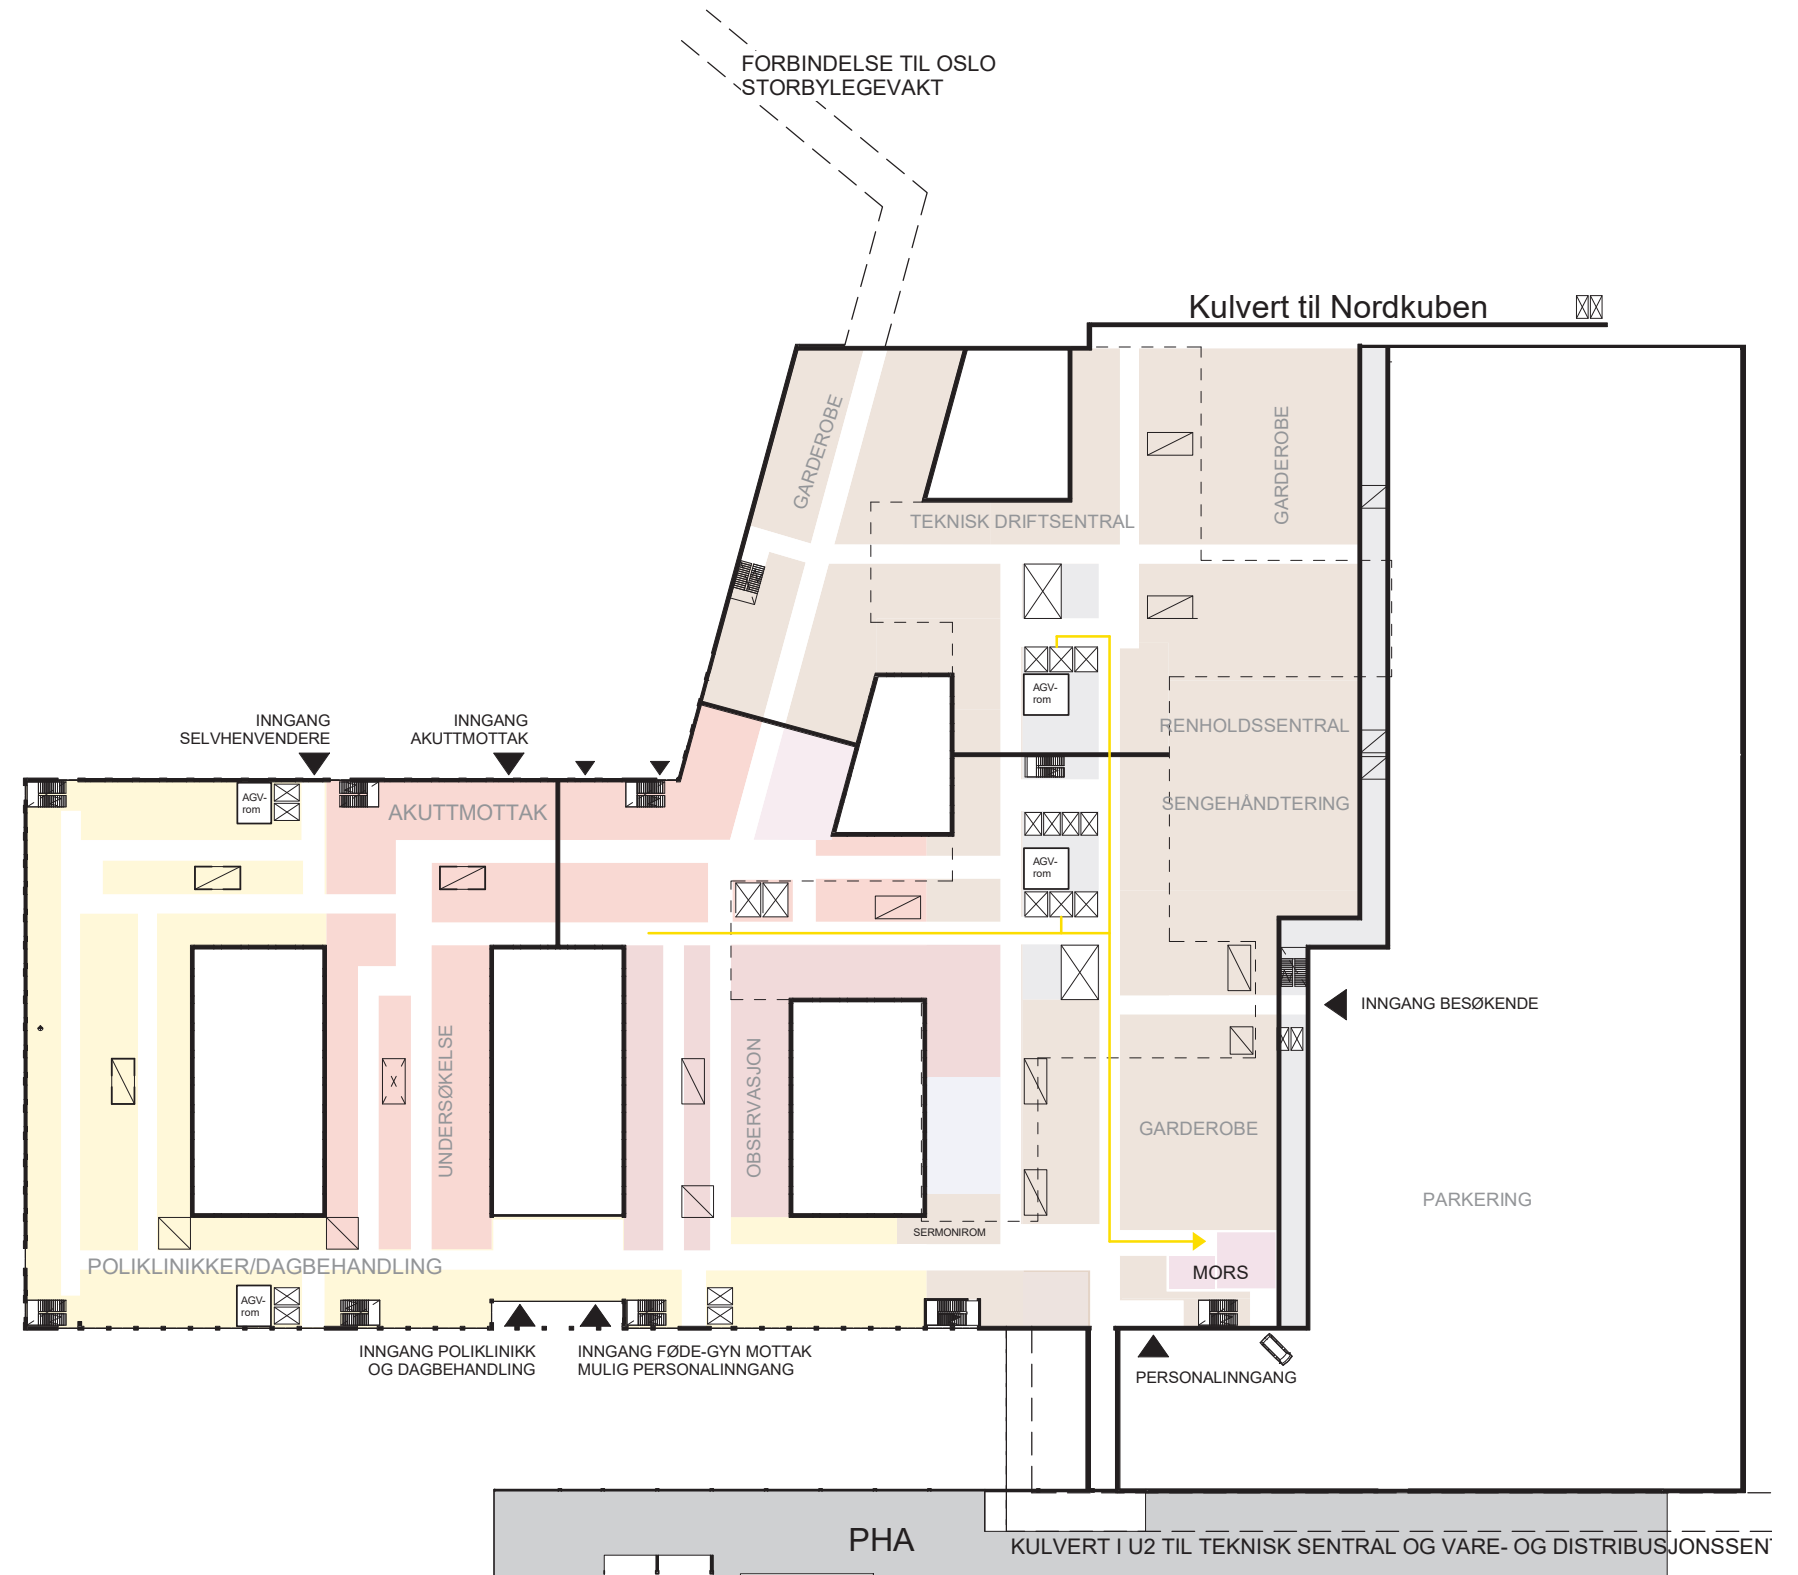 FORBINDELSE TIL OSLO
STORBYLEGEVAKT
Kulvert til Nordkuben
GARDEROBE
GARDEROBE
TEKNISK DRIFTSENTRAL
AGV-
rom
INNGANG
SELVHENVENDERE
INNGANG
AKUTTMOTTAK
RENHOLDSSENTRAL
AGV-
rom
AKUTTMOTTAK
SENGEHÅNDTERING
AGV-
rom
INNGANG BESØKENDE
UNDERSØKELSE
OBSERVASJON
GARDEROBE
PARKERING
SERMONIROM
POLIKLINIKKER/DAGBEHANDLING
MORS
AGV-
rom
INNGANG POLIKLINIKK
OG DAGBEHANDLING
INNGANG FØDE-GYN MOTTAK
MULIG PERSONALINNGANG
PERSONALINNGANG
PHA
KULVERT I U2 TIL TEKNISK SENTRAL OG VARE- OG DISTRIBUSJONSSENT